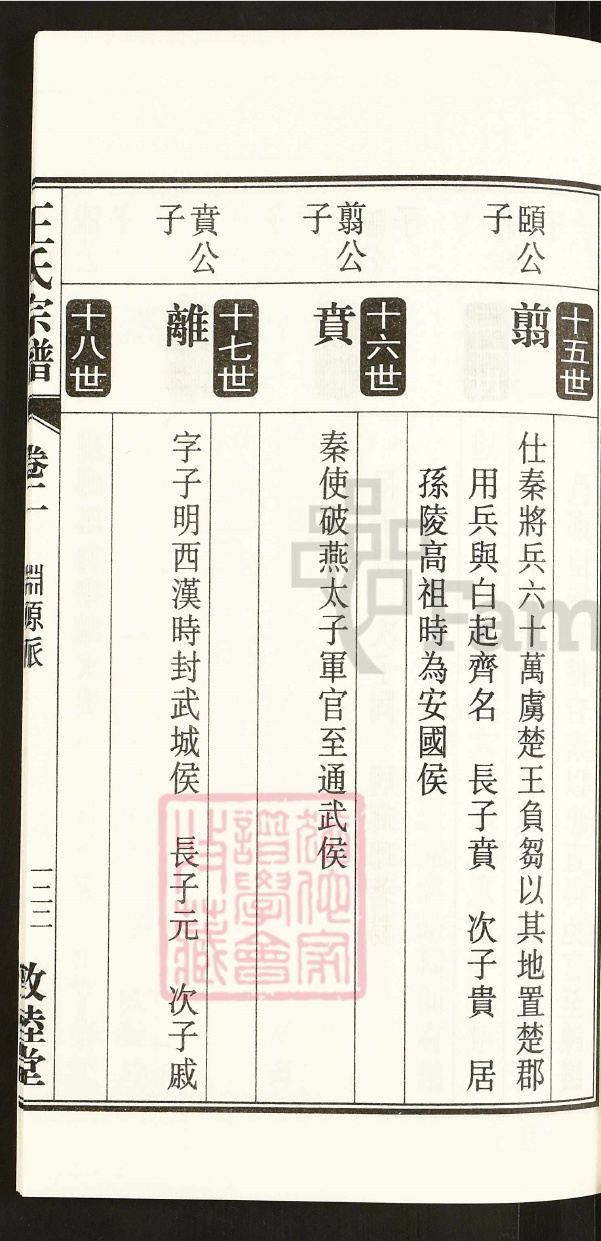 十五世
頤公
子
翦
仕秦將兵六十萬虜楚王負芻以其地置楚郡
用兵與白起齊名 長子賁 次子貴 居
孫陵高祖時為安國侯
十六世
翦公
子
賁
秦使破燕太子軍官至通武侯
十七世
賁公
子
離
字子明西漢時封武城侯 長子元 次子戚
十八世
王氏宗譜
卷二
淵源派
一三二
敦睦堂
Fam